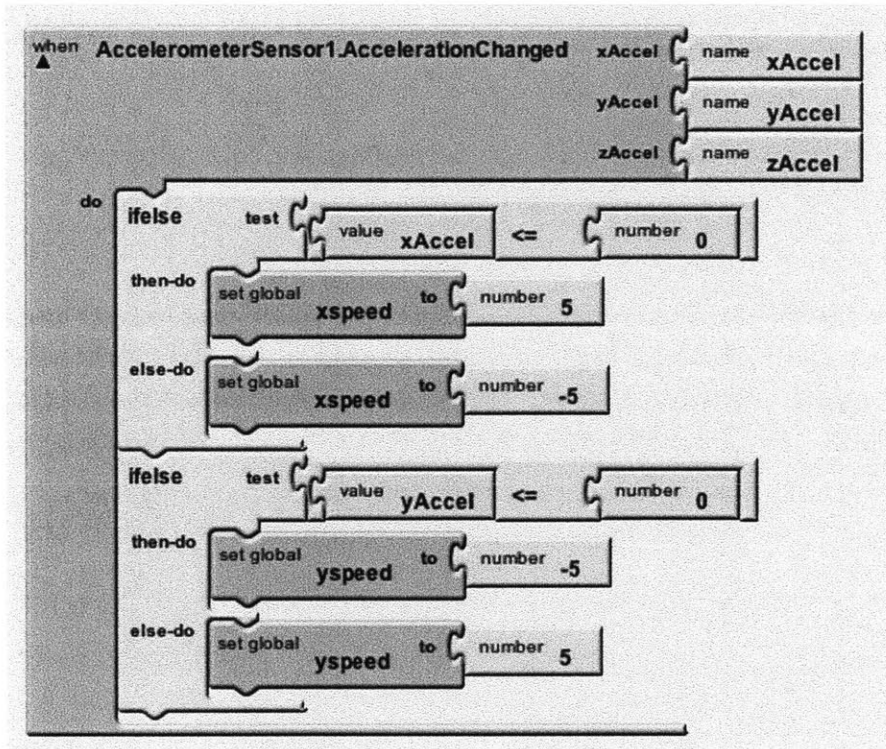 when AccelerometerSensor1.AccelerationChanged xAccel name xAccel
yAccel name yAccel
zAccel name zAccel
do
ifelse test value xAccel <= number 0
then-do set global xspeed to number 5
else-do set global xspeed to number -5
ifelse test value yAccel <= number 0
then-do set global yspeed to number -5
else-do set global yspeed to number 5